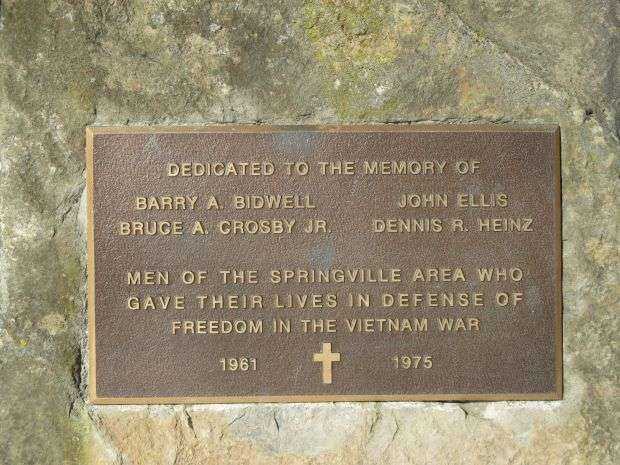 DEDICATED TO THE MEMORY OF
BARRY A. BIDWELL JOHN ELLIS
BRUCE A. CROSBY JR. DENNIS R. HEINZ
MEN OF THE SPRINGVILLE AREA WHO
GAVE THEIR LIVES IN DEFENSE OF
FREEDOM IN THE VIETNAM WAR
1961 1975